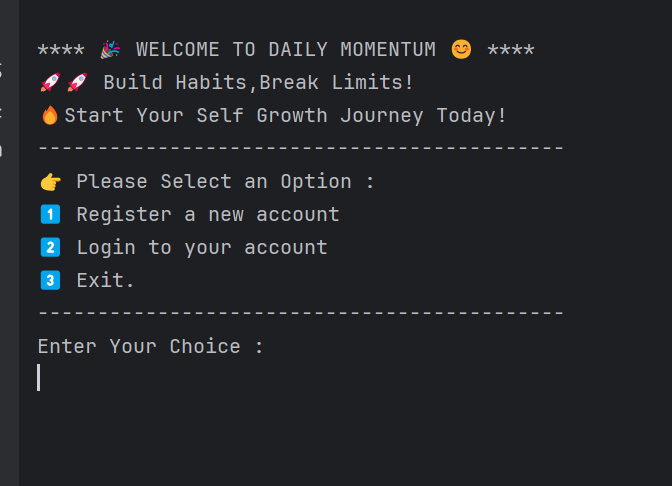 **** 🎉 WELCOME TO DAILY MOMENTUM 😊 ****
🚀🚀 Build Habits,Break Limits!
🔥Start Your Self Growth Journey Today!
--------------------------------------------
👉 Please Select an Option :
1️⃣ Register a new account
2️⃣ Login to your account
3️⃣ Exit.
--------------------------------------------
Enter Your Choice :